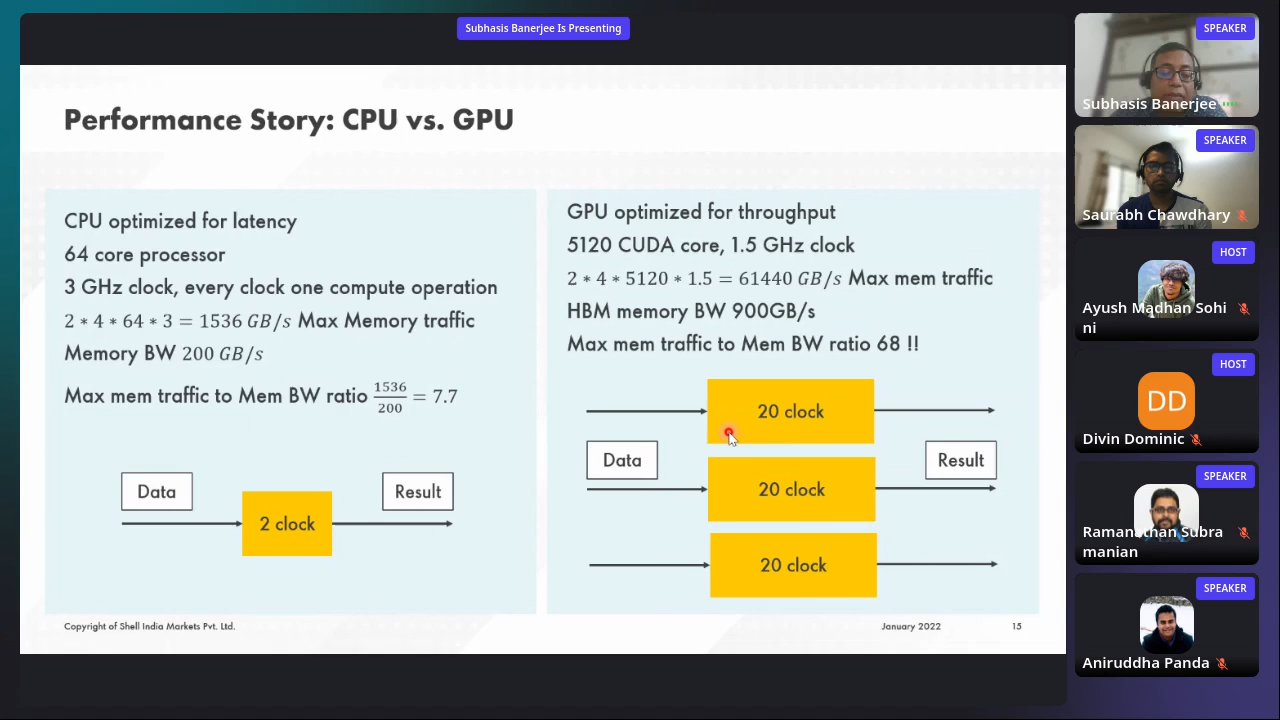 Subhasis Banerjee Is Presenting
Performance Story: CPU vs. GPU
CPU optimized for latency
64 core processor
3 GHz clock, every clock one compute operation
2 ∗ 4 ∗ 64 ∗ 3 = 1536 GB/s Max Memory traffic
Memory BW 200 GB/s
Max mem traffic to Mem BW ratio 1536/200 = 7.7
Data
2 clock
Result
GPU optimized for throughput
5120 CUDA core, 1.5 GHz clock
2 ∗ 4 ∗ 5120 ∗ 1.5 = 61440 GB/s Max mem traffic
HBM memory BW 900GB/s
Max mem traffic to Mem BW ratio 68 !!
20 clock
Data
Result
20 clock
20 clock
Copyright of Shell India Markets Pvt. Ltd.
January 2022
15
SPEAKER
Subhasis Banerjee
SPEAKER
Saurabh Chawdhary
HOST
Ayush Madhan Sohi
ni
HOST
DD
Divin Dominic
SPEAKER
Ramanathan Subra
manian
SPEAKER
Aniruddha Panda